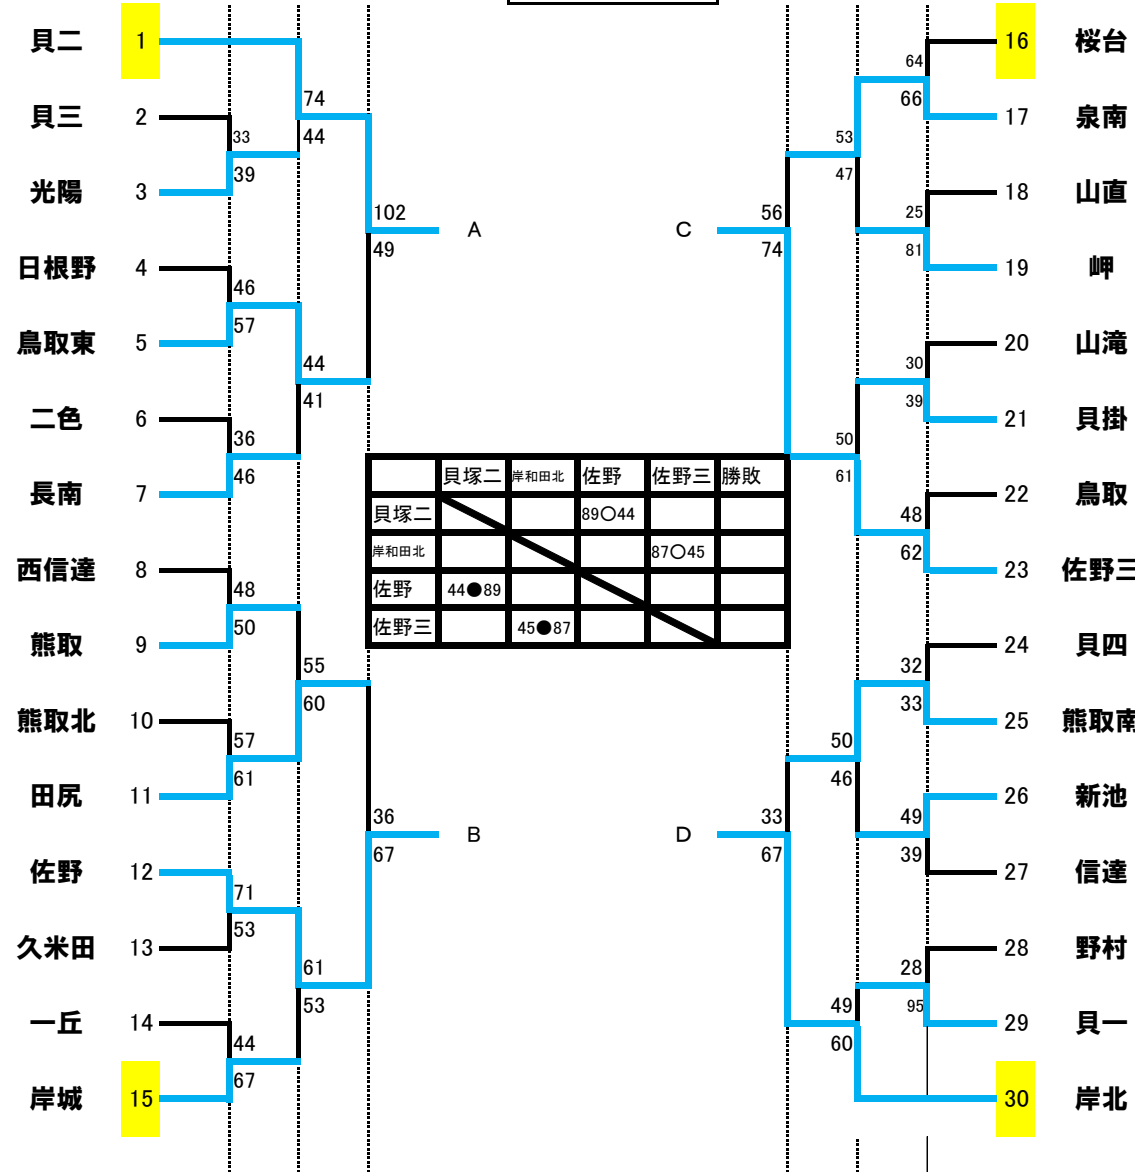 貝二 1
貝三 2
光陽 3
日根野 4
鳥取東 5
二色 6
長南 7
西信達 8
熊取 9
熊取北 10
田尻 11
佐野 12
久米田 13
一丘 14
岸城 15
33
39
46
57
36
46
48
50
57
61
71
53
44
67
74
44
44
41
55
60
61
53
102
49
36
67
A
B
C
D
貝塚二 岸和田北 佐野 佐野三 勝敗
貝塚二 89〇44
岸和田北 87〇45
佐野 44●89
佐野三 45●87
56
74
33
67
53
47
50
61
50
46
49
60
64
66
25
81
30
39
48
62
32
33
49
39
28
95
16 桜台
17 泉南
18 山直
19 岬
20 山滝
21 貝掛
22 鳥取
23 佐野三
24 貝四
25 熊取南
26 新池
27 信達
28 野村
29 貝一
30 岸北